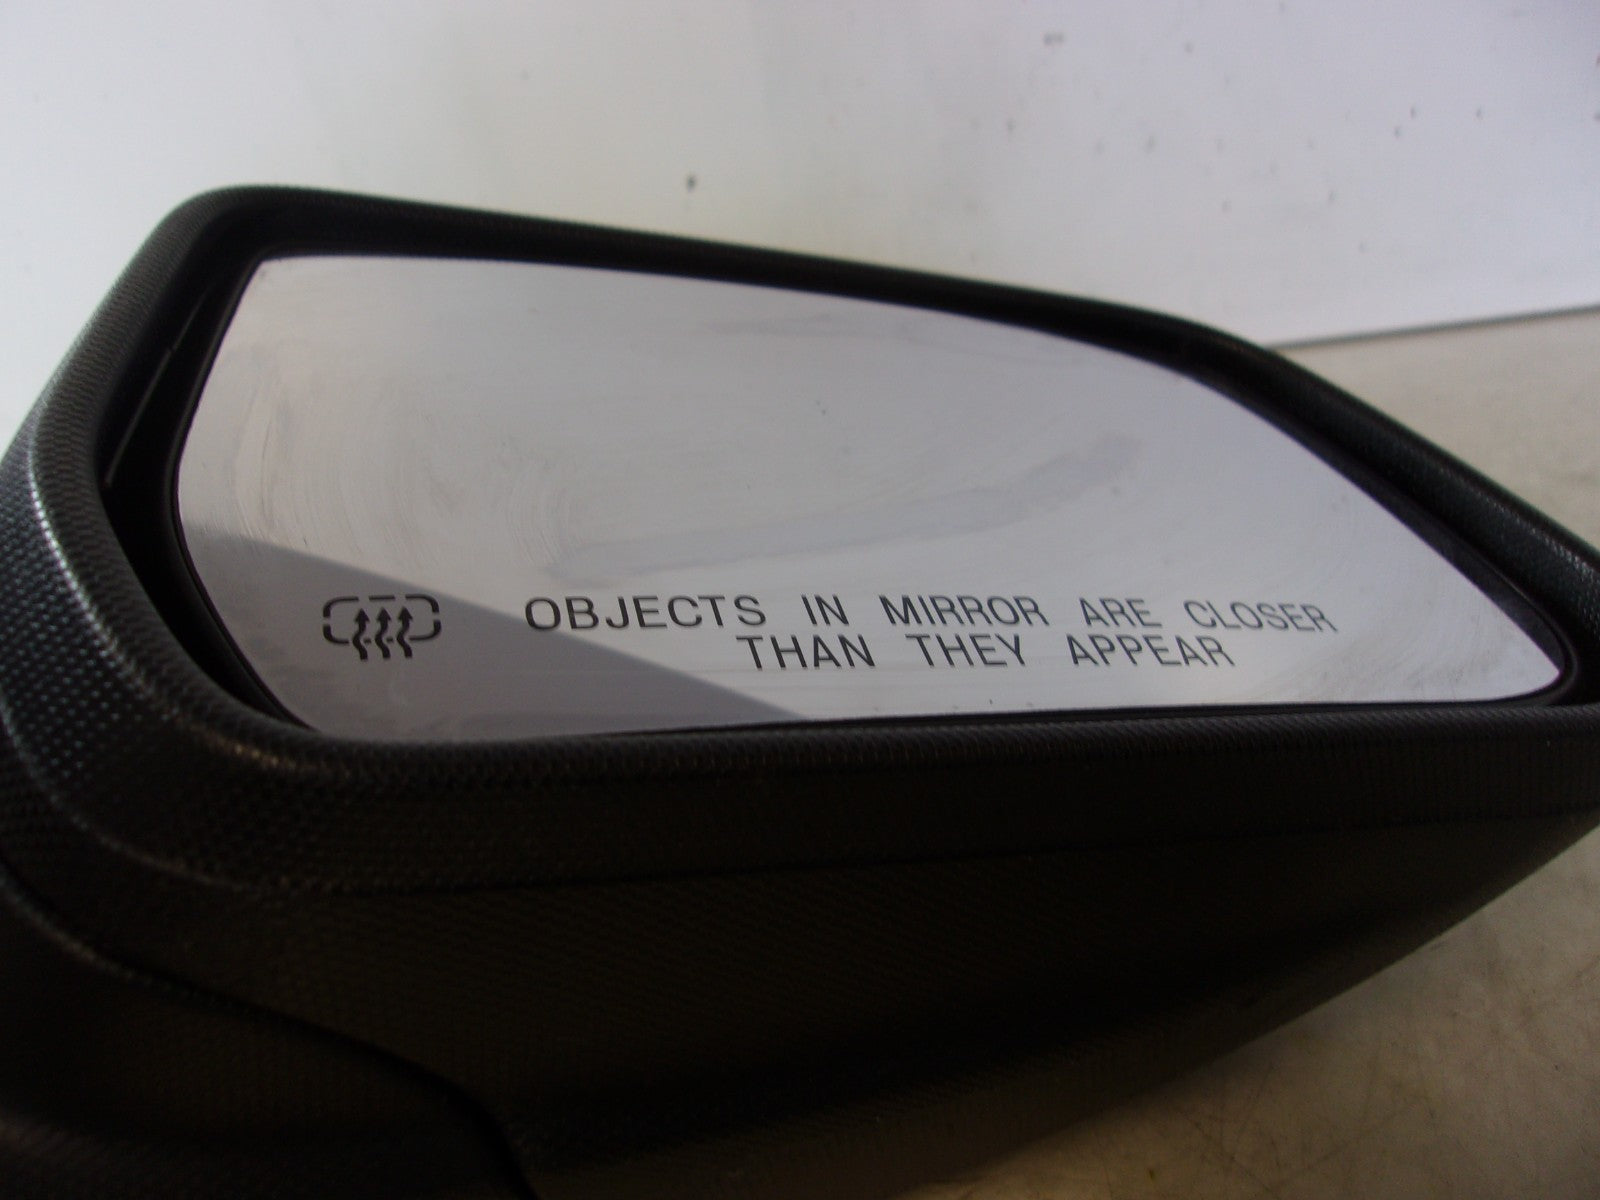 OBJECTS IN MIRROR ARE CLOSER
THAN THEY APPEAR